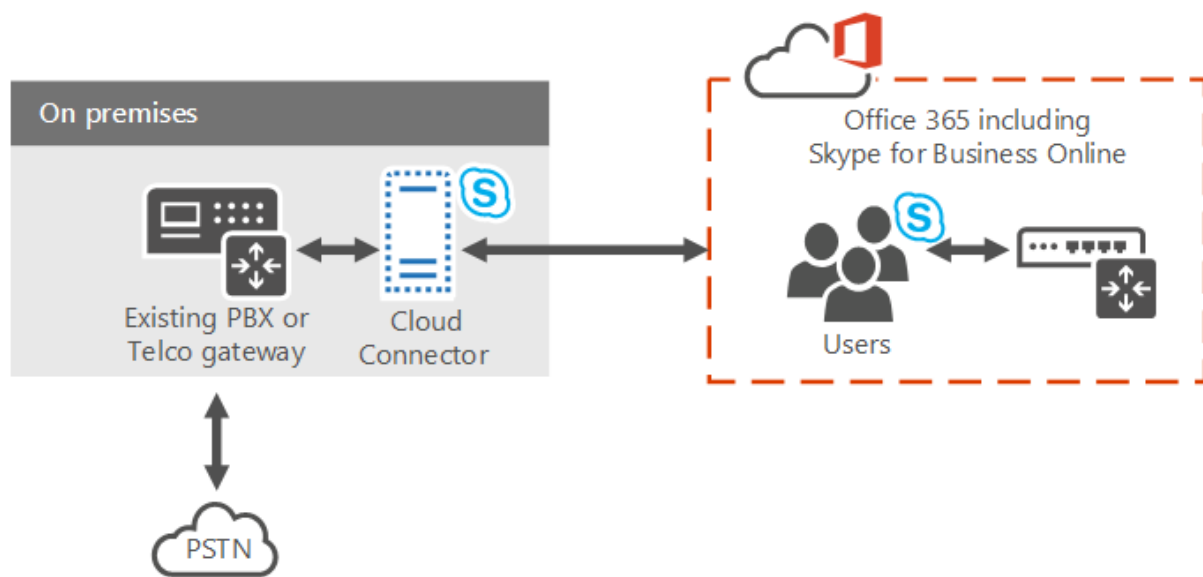 On premises
Existing PBX or
Telco gateway
Cloud
Connector
PSTN
Office 365 including
Skype for Business Online
Users